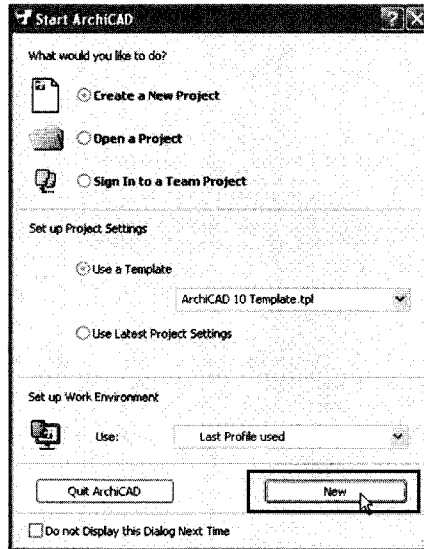 Start ArchiCAD
What would you like to do?
Create a New Project
Open a Project
Sign In to a Team Project
Set up Project Settings
Use a Template
ArchiCAD 10 Template.tpl
Use Latest Project Settings
Set up Work Environment
Use: Last Profile used
Quit ArchiCAD New
Do not Display this Dialog Next Time